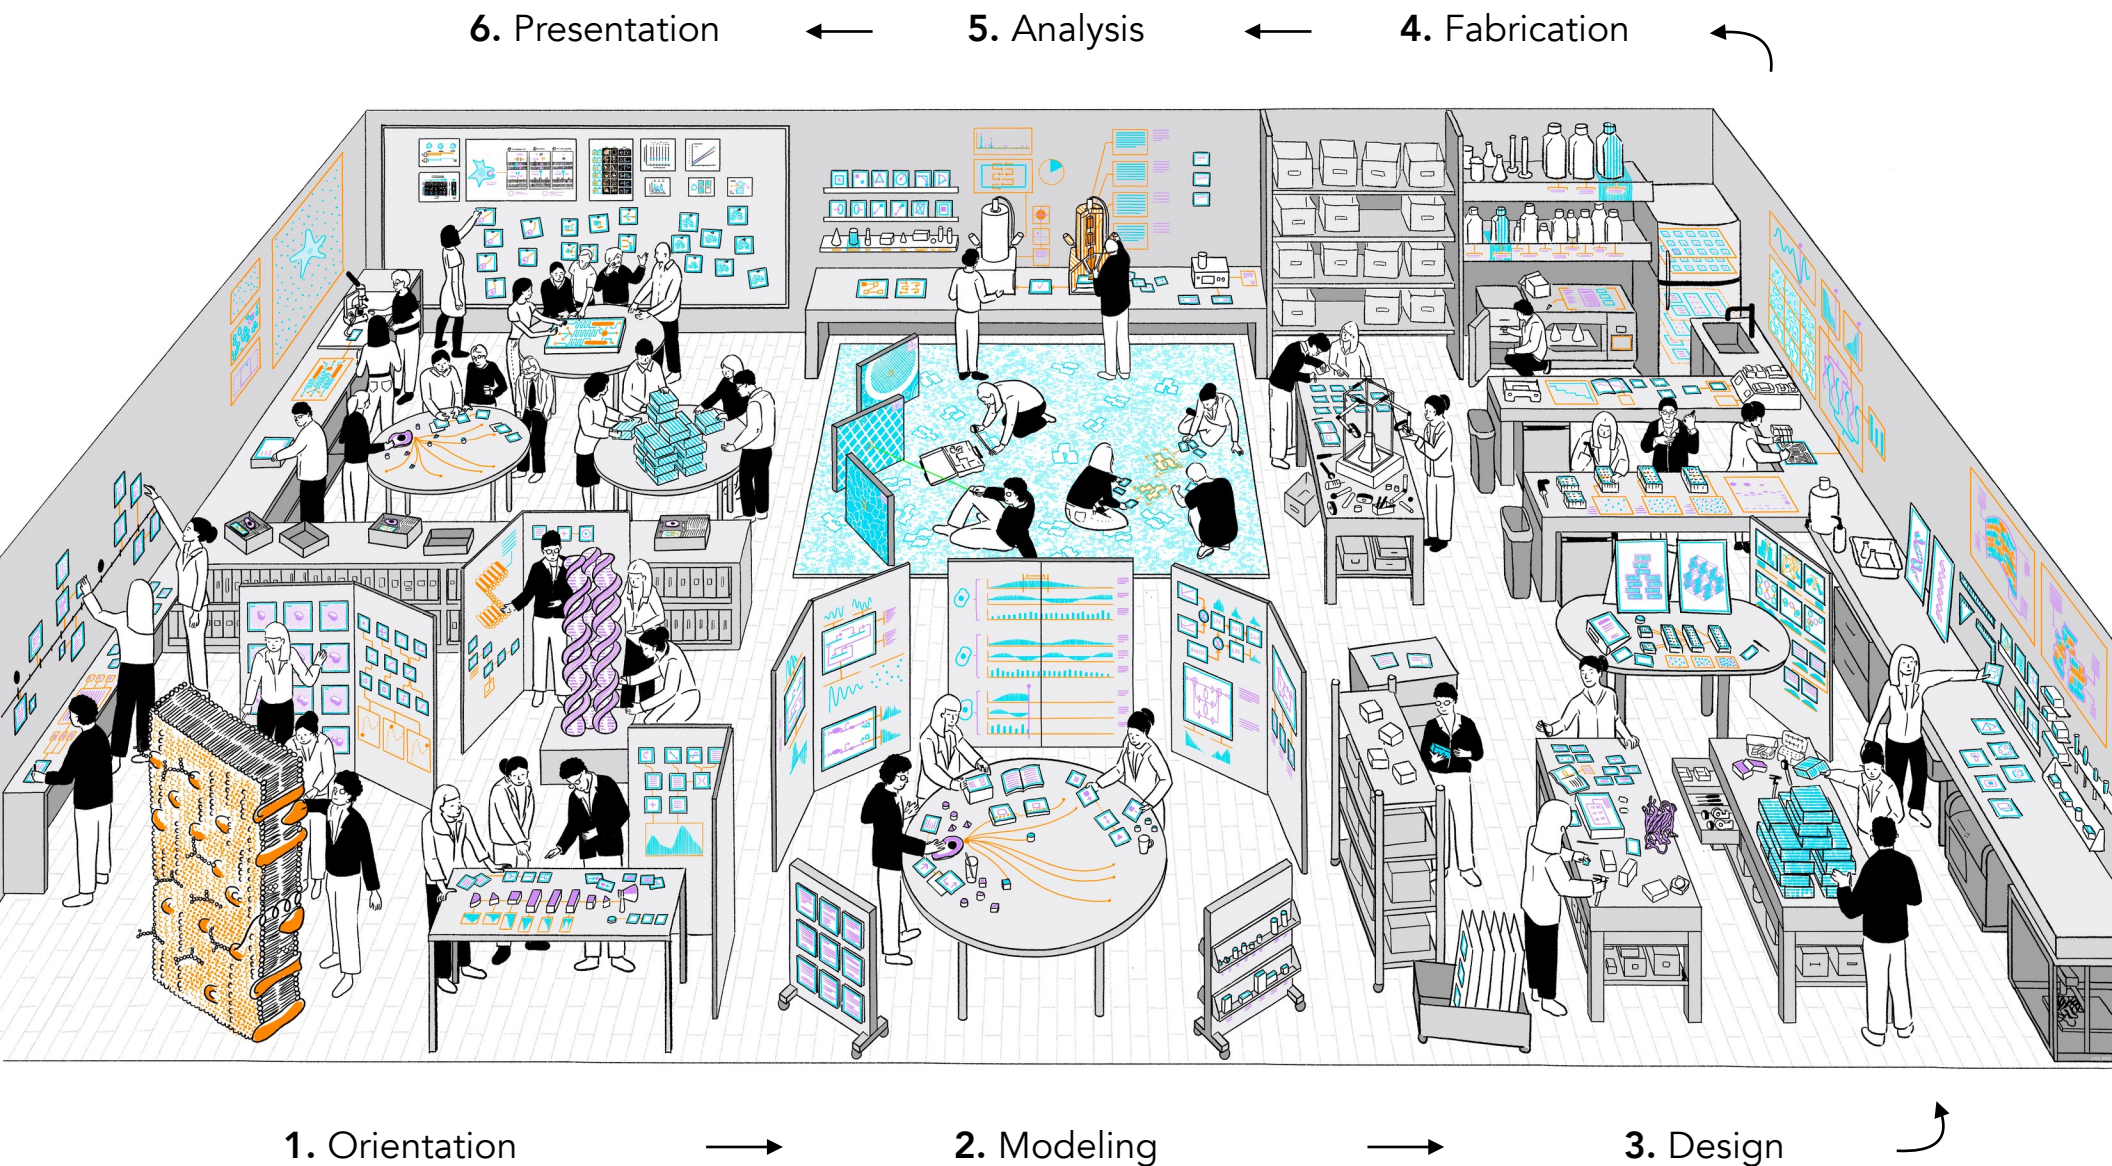 6. Presentation ← 5. Analysis ← 4. Fabrication
1. Orientation → 2. Modeling → 3. Design